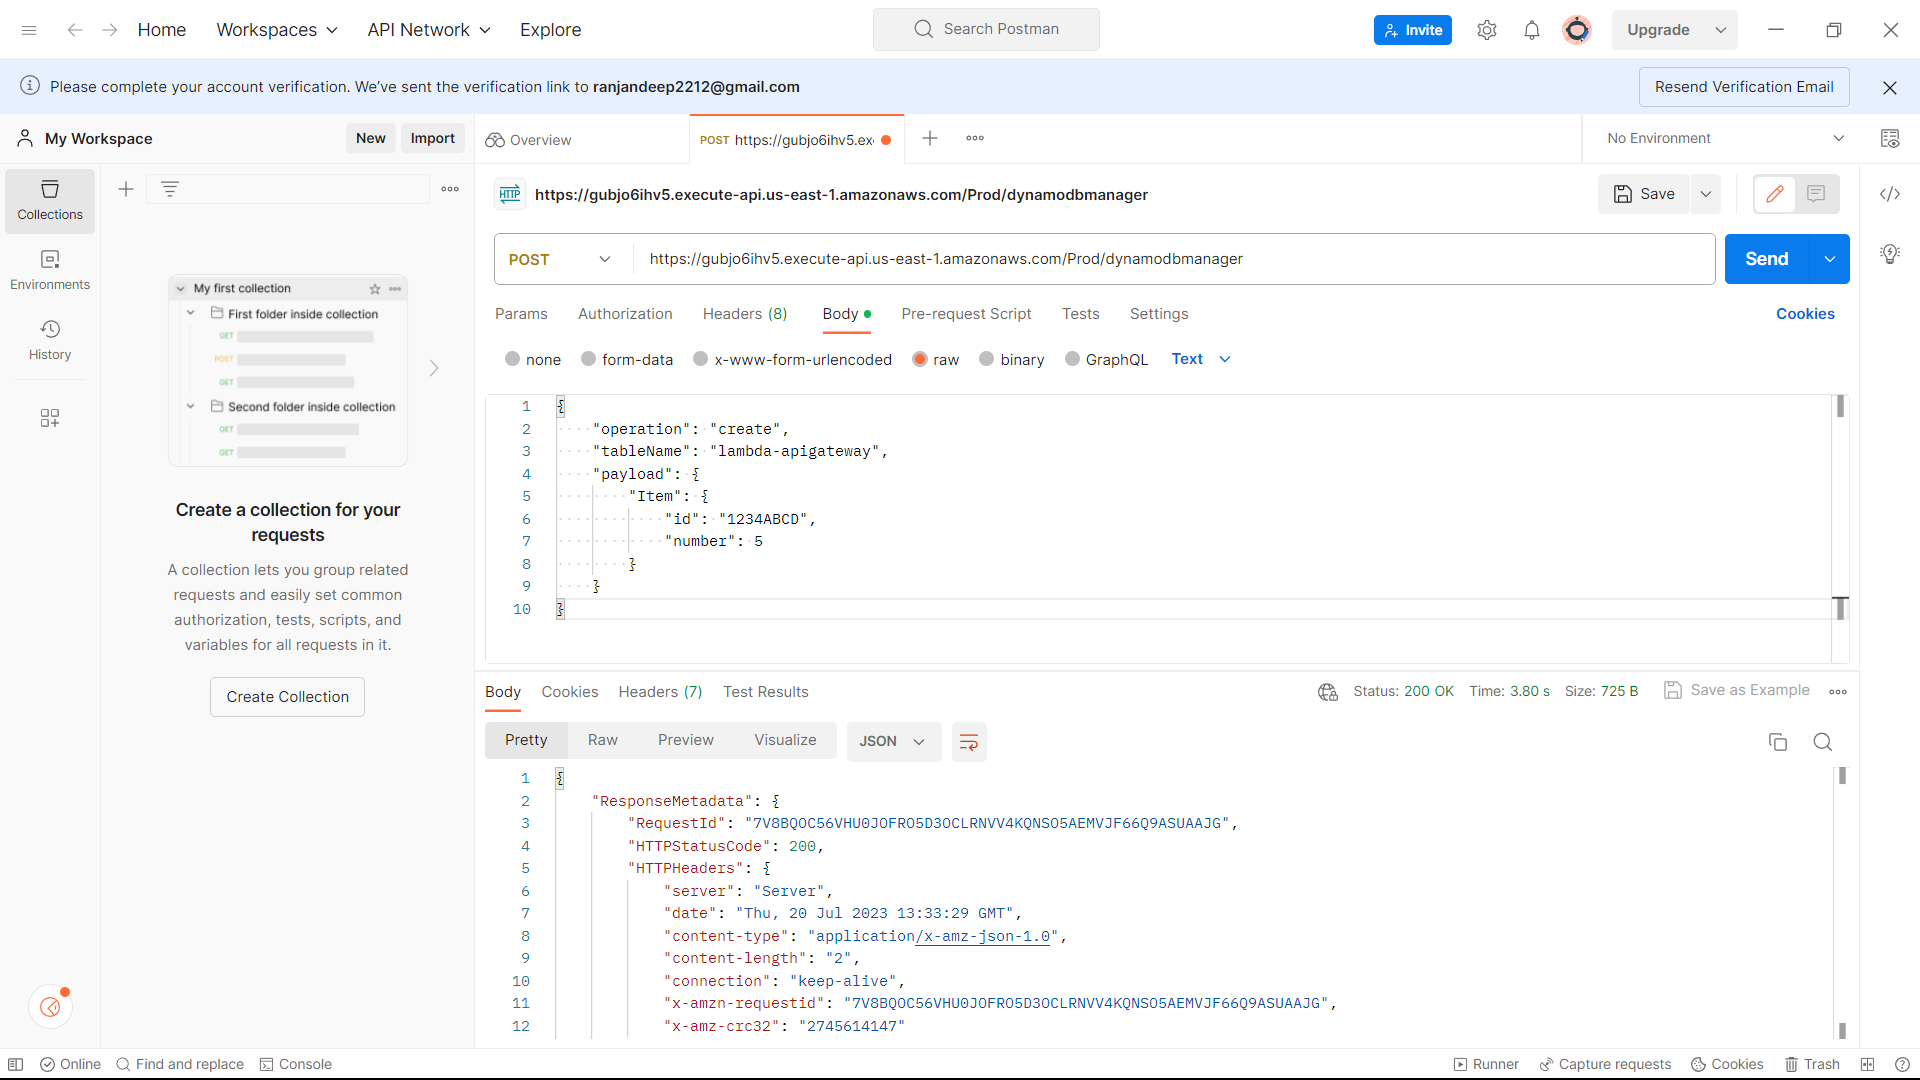 Home Workspaces API Network Explore Search Postman Invite Upgrade
Please complete your account verification. We've sent the verification link to ranjandeep2212@gmail.com Resend Verification Email
My Workspace New Import Overview POST https://gubjo6ihv5.ex No Environment
Collections
Environments
History
My first collection
First folder inside collection
GET
POST
GET
Second folder inside collection
GET
GET
Create a collection for your
requests
A collection lets you group related
requests and easily set common
authorization, tests, scripts, and
variables for all requests in it.
Create Collection
HTTP https://gubjo6ihv5.execute-api.us-east-1.amazonaws.com/Prod/dynamodbmanager Save
POST https://gubjo6ihv5.execute-api.us-east-1.amazonaws.com/Prod/dynamodbmanager Send
Params Authorization Headers (8) Body Pre-request Script Tests Settings Cookies
none form-data x-www-form-urlencoded raw binary GraphQL Text
1 {
2 "operation": "create",
3 "tableName": "lambda-apigateway",
4 "payload": {
5 "Item": {
6 "id": "1234ABCD",
7 "number": 5
8 }
9 }
10 }
Body Cookies Headers (7) Test Results Status: 200 OK Time: 3.80 s Size: 725 B Save as Example
Pretty Raw Preview Visualize JSON
1 {
2 "ResponseMetadata": {
3 "RequestId": "7V8BQOC56VHU0JOFRO5D3OCLRNVV4KQNSO5AEMVJF66Q9ASUAAJG",
4 "HTTPStatusCode": 200,
5 "HTTPHeaders": {
6 "server": "Server",
7 "date": "Thu, 20 Jul 2023 13:33:29 GMT",
8 "content-type": "application/x-amz-json-1.0",
9 "content-length": "2",
10 "connection": "keep-alive",
11 "x-amzn-requestid": "7V8BQOC56VHU0JOFRO5D3OCLRNVV4KQNSO5AEMVJF66Q9ASUAAJG",
12 "x-amz-crc32": "2745614147"
Online Find and replace Console Runner Capture requests Cookies Trash